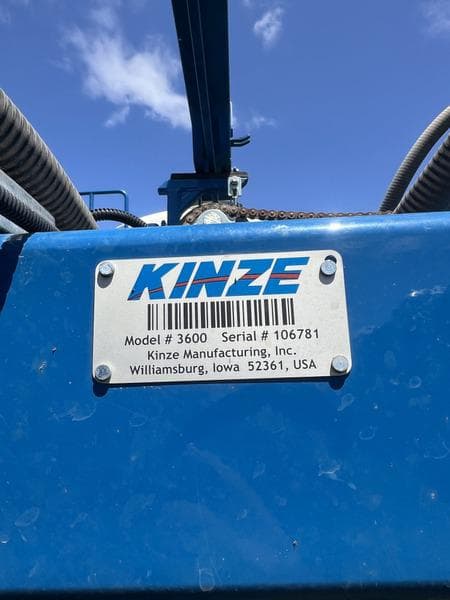 KINZE
Model # 3600 Serial # 106781
Kinze Manufacturing, Inc.
Williamsburg, Iowa 52361, USA